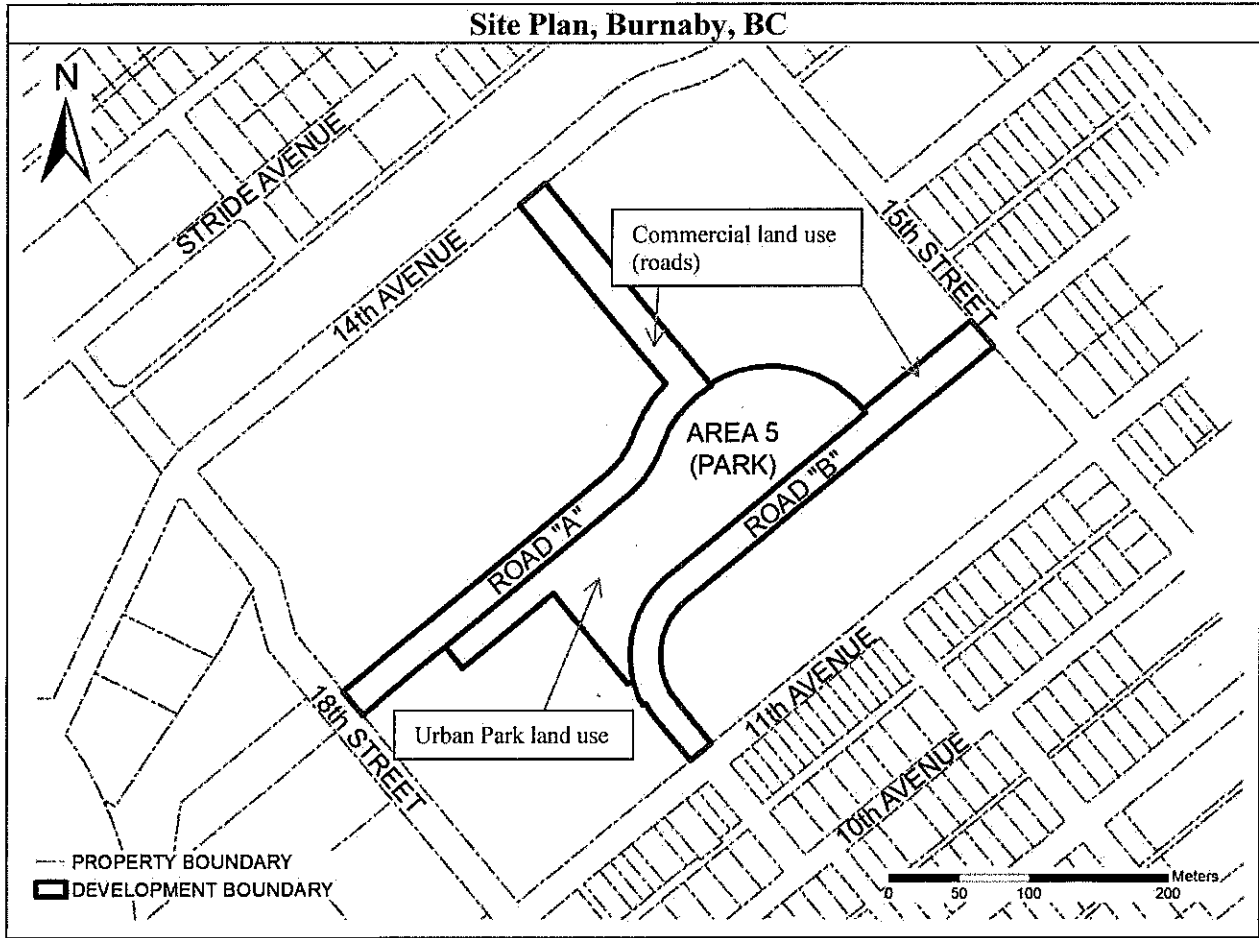 Site Plan, Burnaby, BC
N
STRIDE AVENUE
14th AVENUE
15th STREET
Commercial land use
(roads)
AREA 5
(PARK)
ROAD "A"
ROAD "B"
18th STREET
Urban Park land use
11th AVENUE
10th AVENUE
PROPERTY BOUNDARY
DEVELOPMENT BOUNDARY
Meters
0 50 100 200